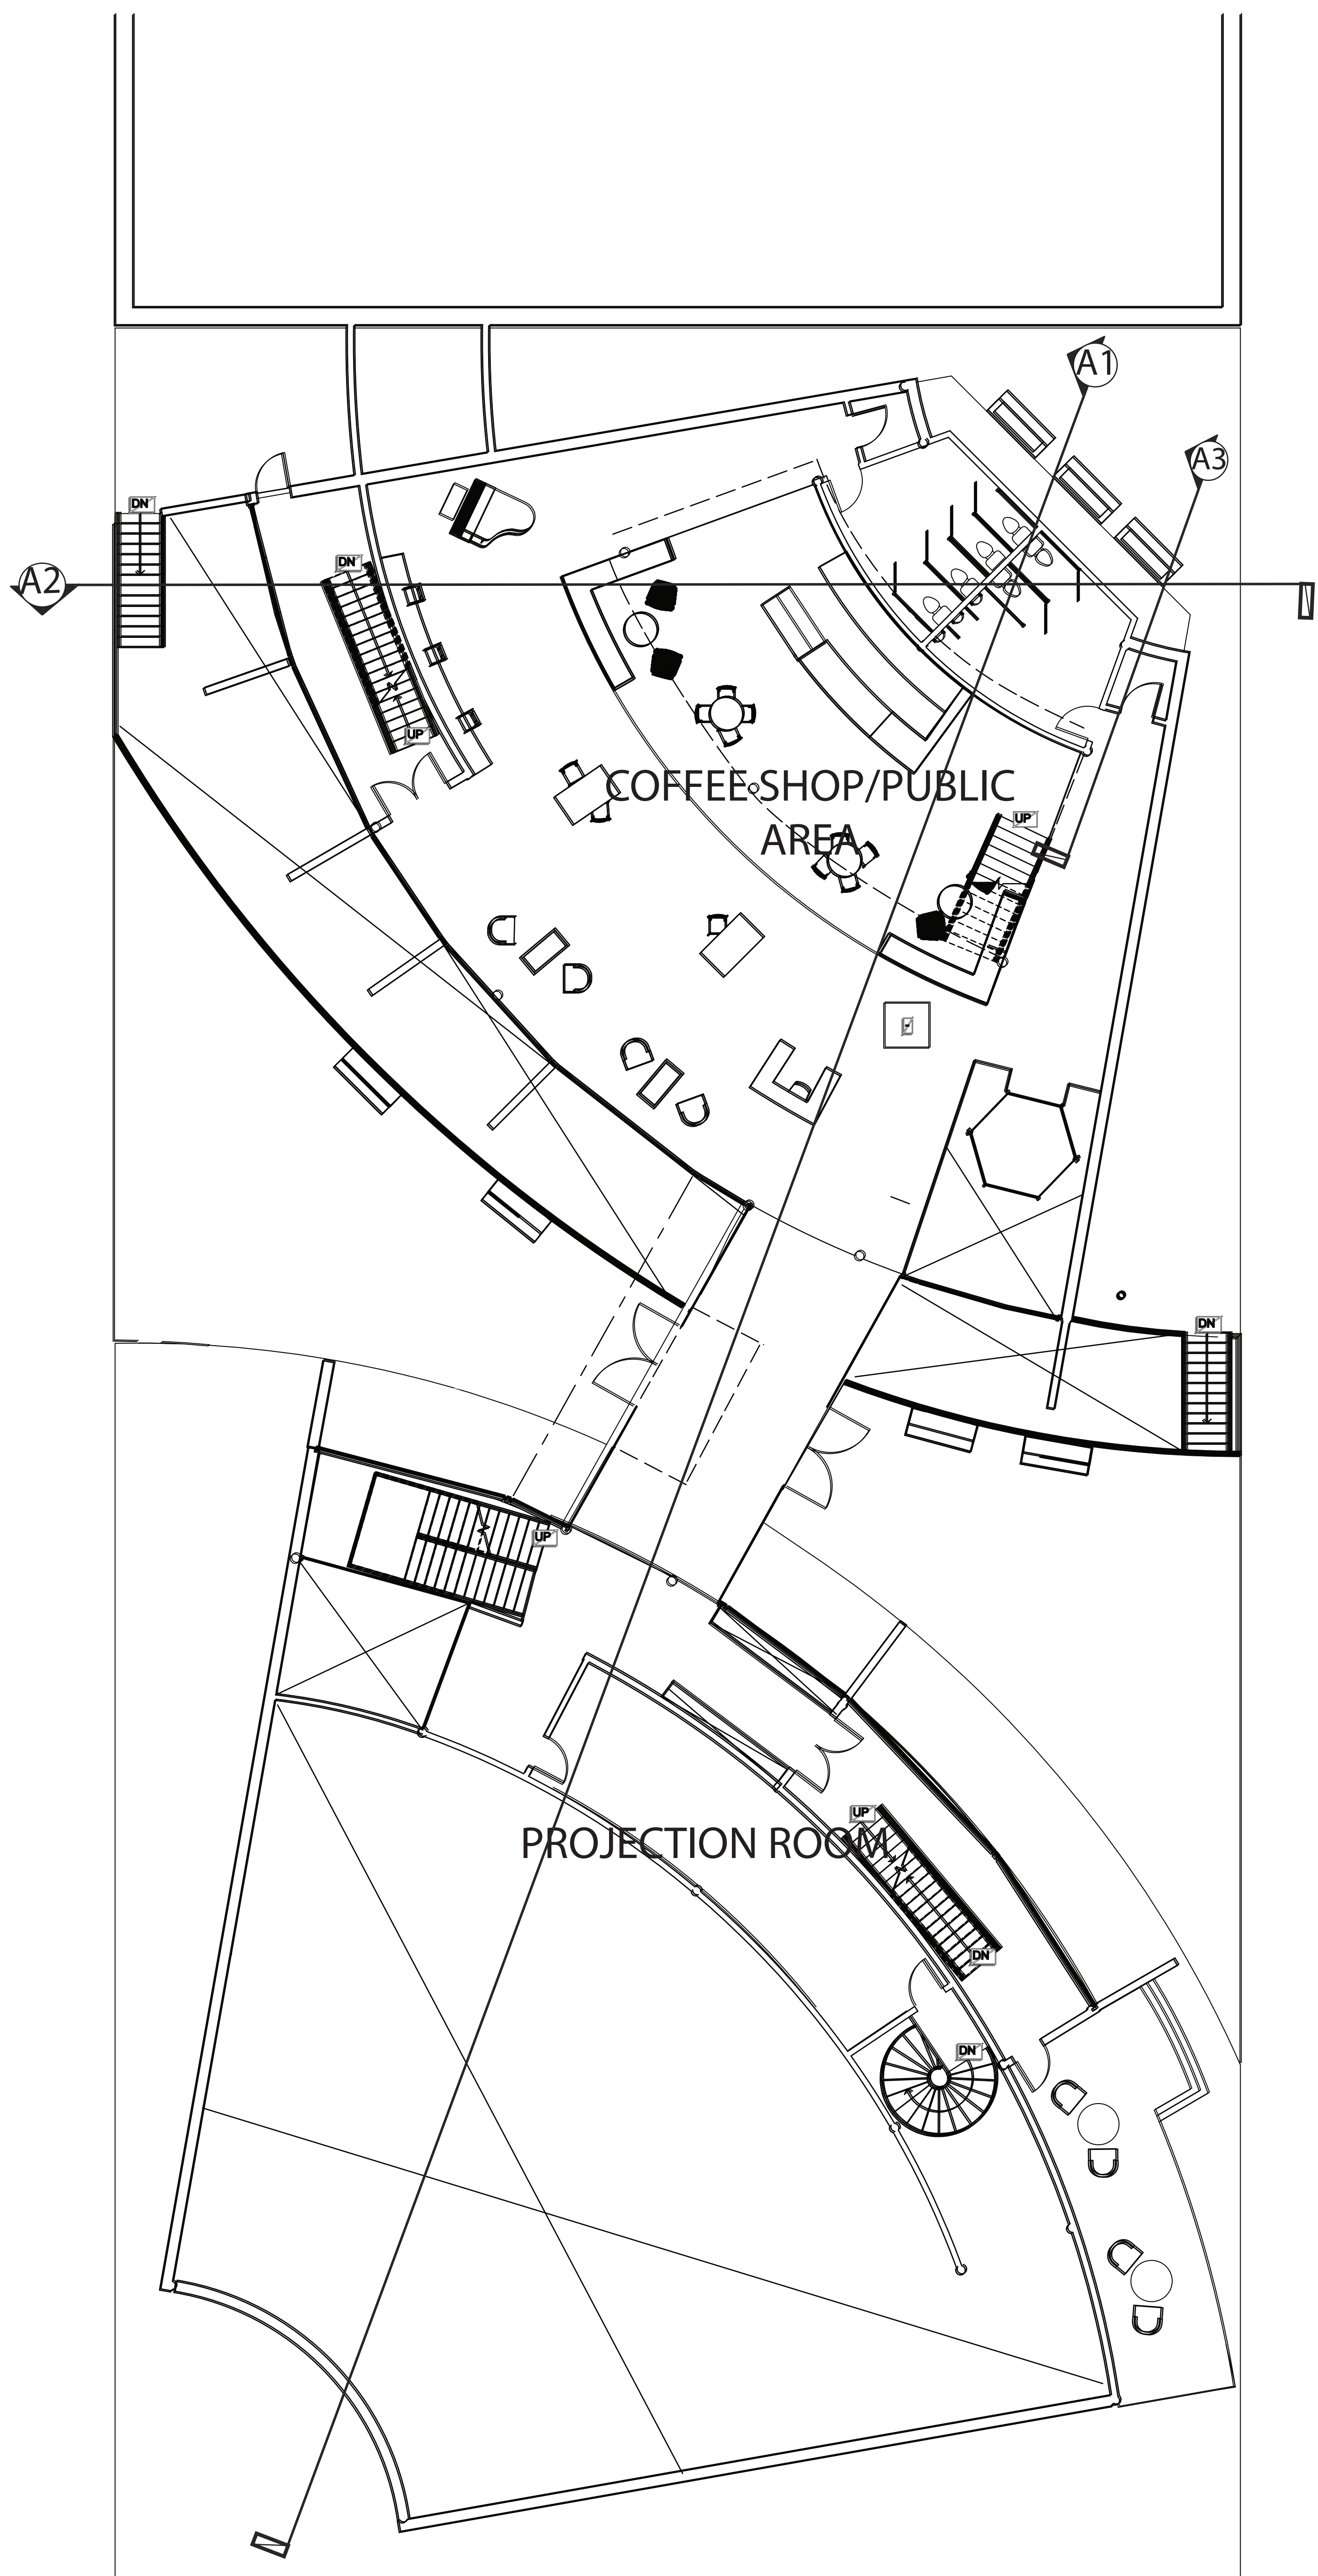 A1
A3
DN
DN
A2
UP
COFFEE SHOP/PUBLIC
AREA
UP
DN
UP
UP
PROJECTION ROOM
DN
DN